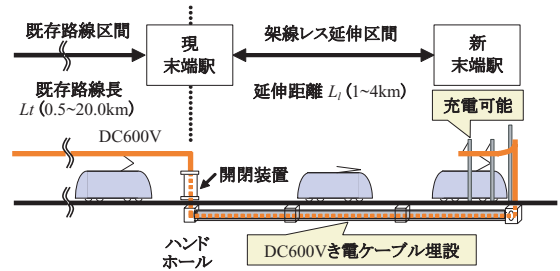 既存路線区間
現
末端駅
架線レス延伸区間
新
末端駅
既存路線長
Lt (0.5~20.0km)
延伸距離 Ll (1~4km)
充電可能
DC600V
開閉装置
ハンド
ホール
DC600Vき電ケーブル埋設